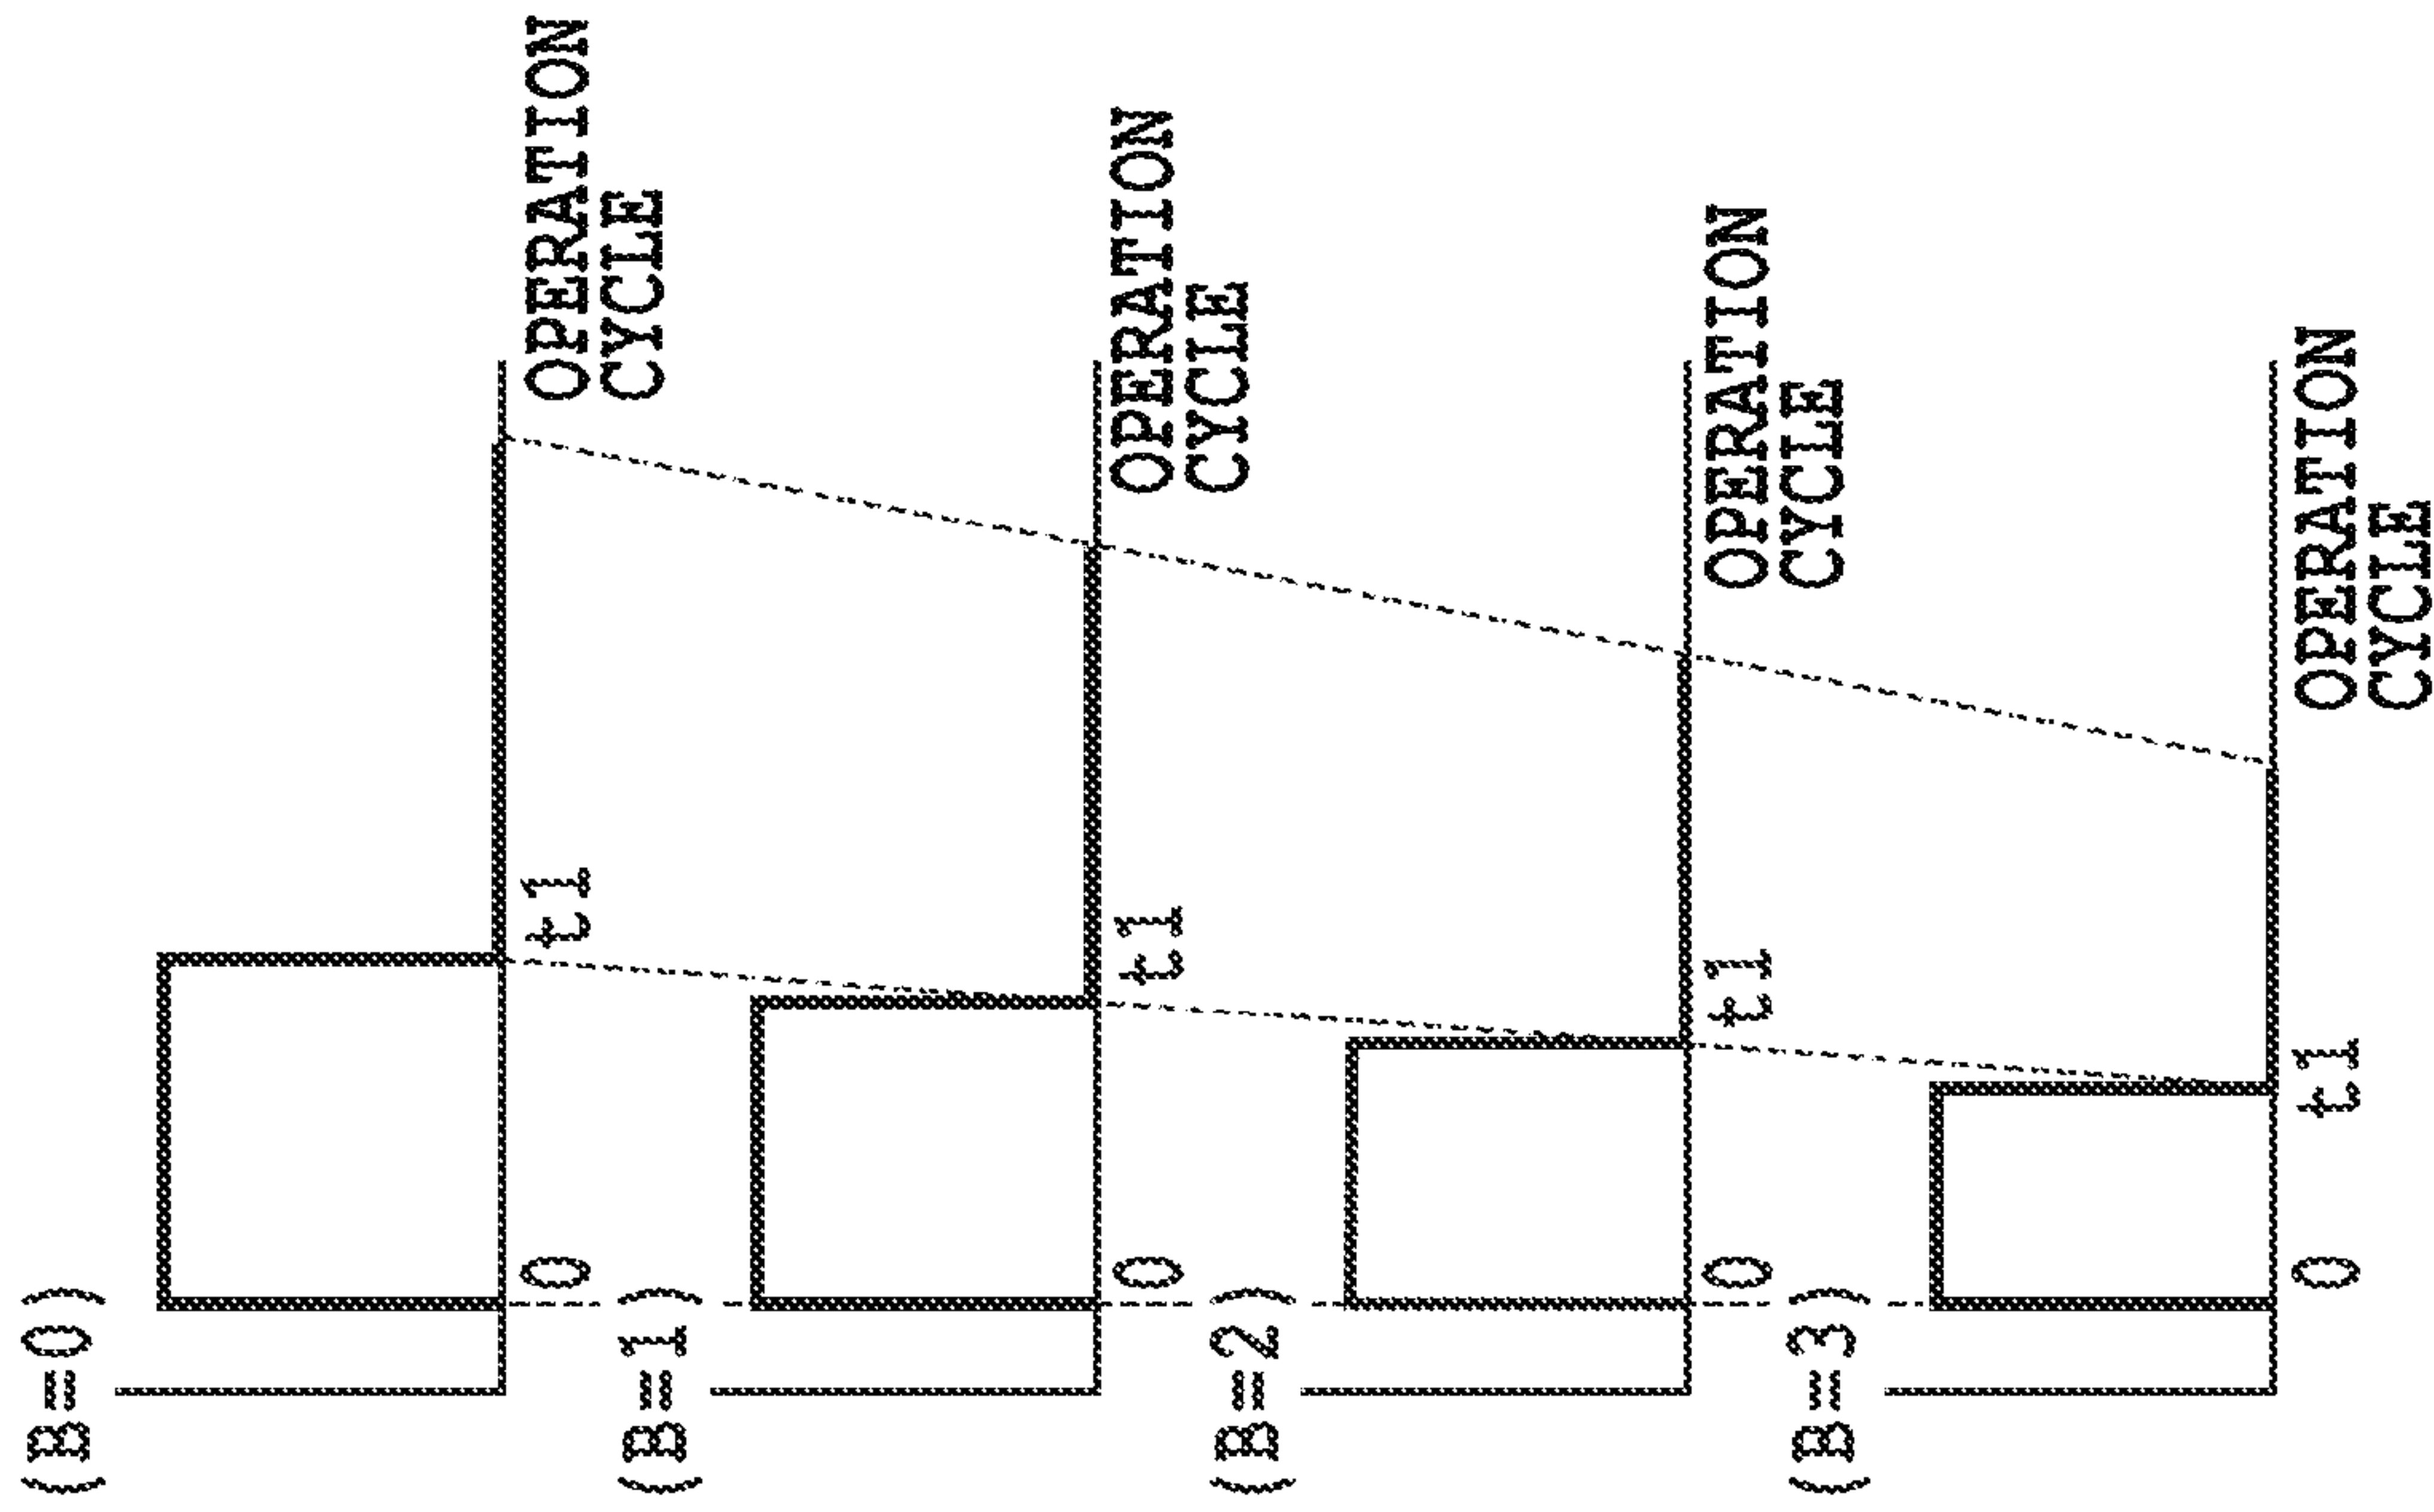 (B=0)
0
t1
OPERATION
CYCLE
(B=1)
0
t1
OPERATION
CYCLE
(B=2)
0
t1
OPERATION
CYCLE
(B=3)
0
t1
OPERATION
CYCLE